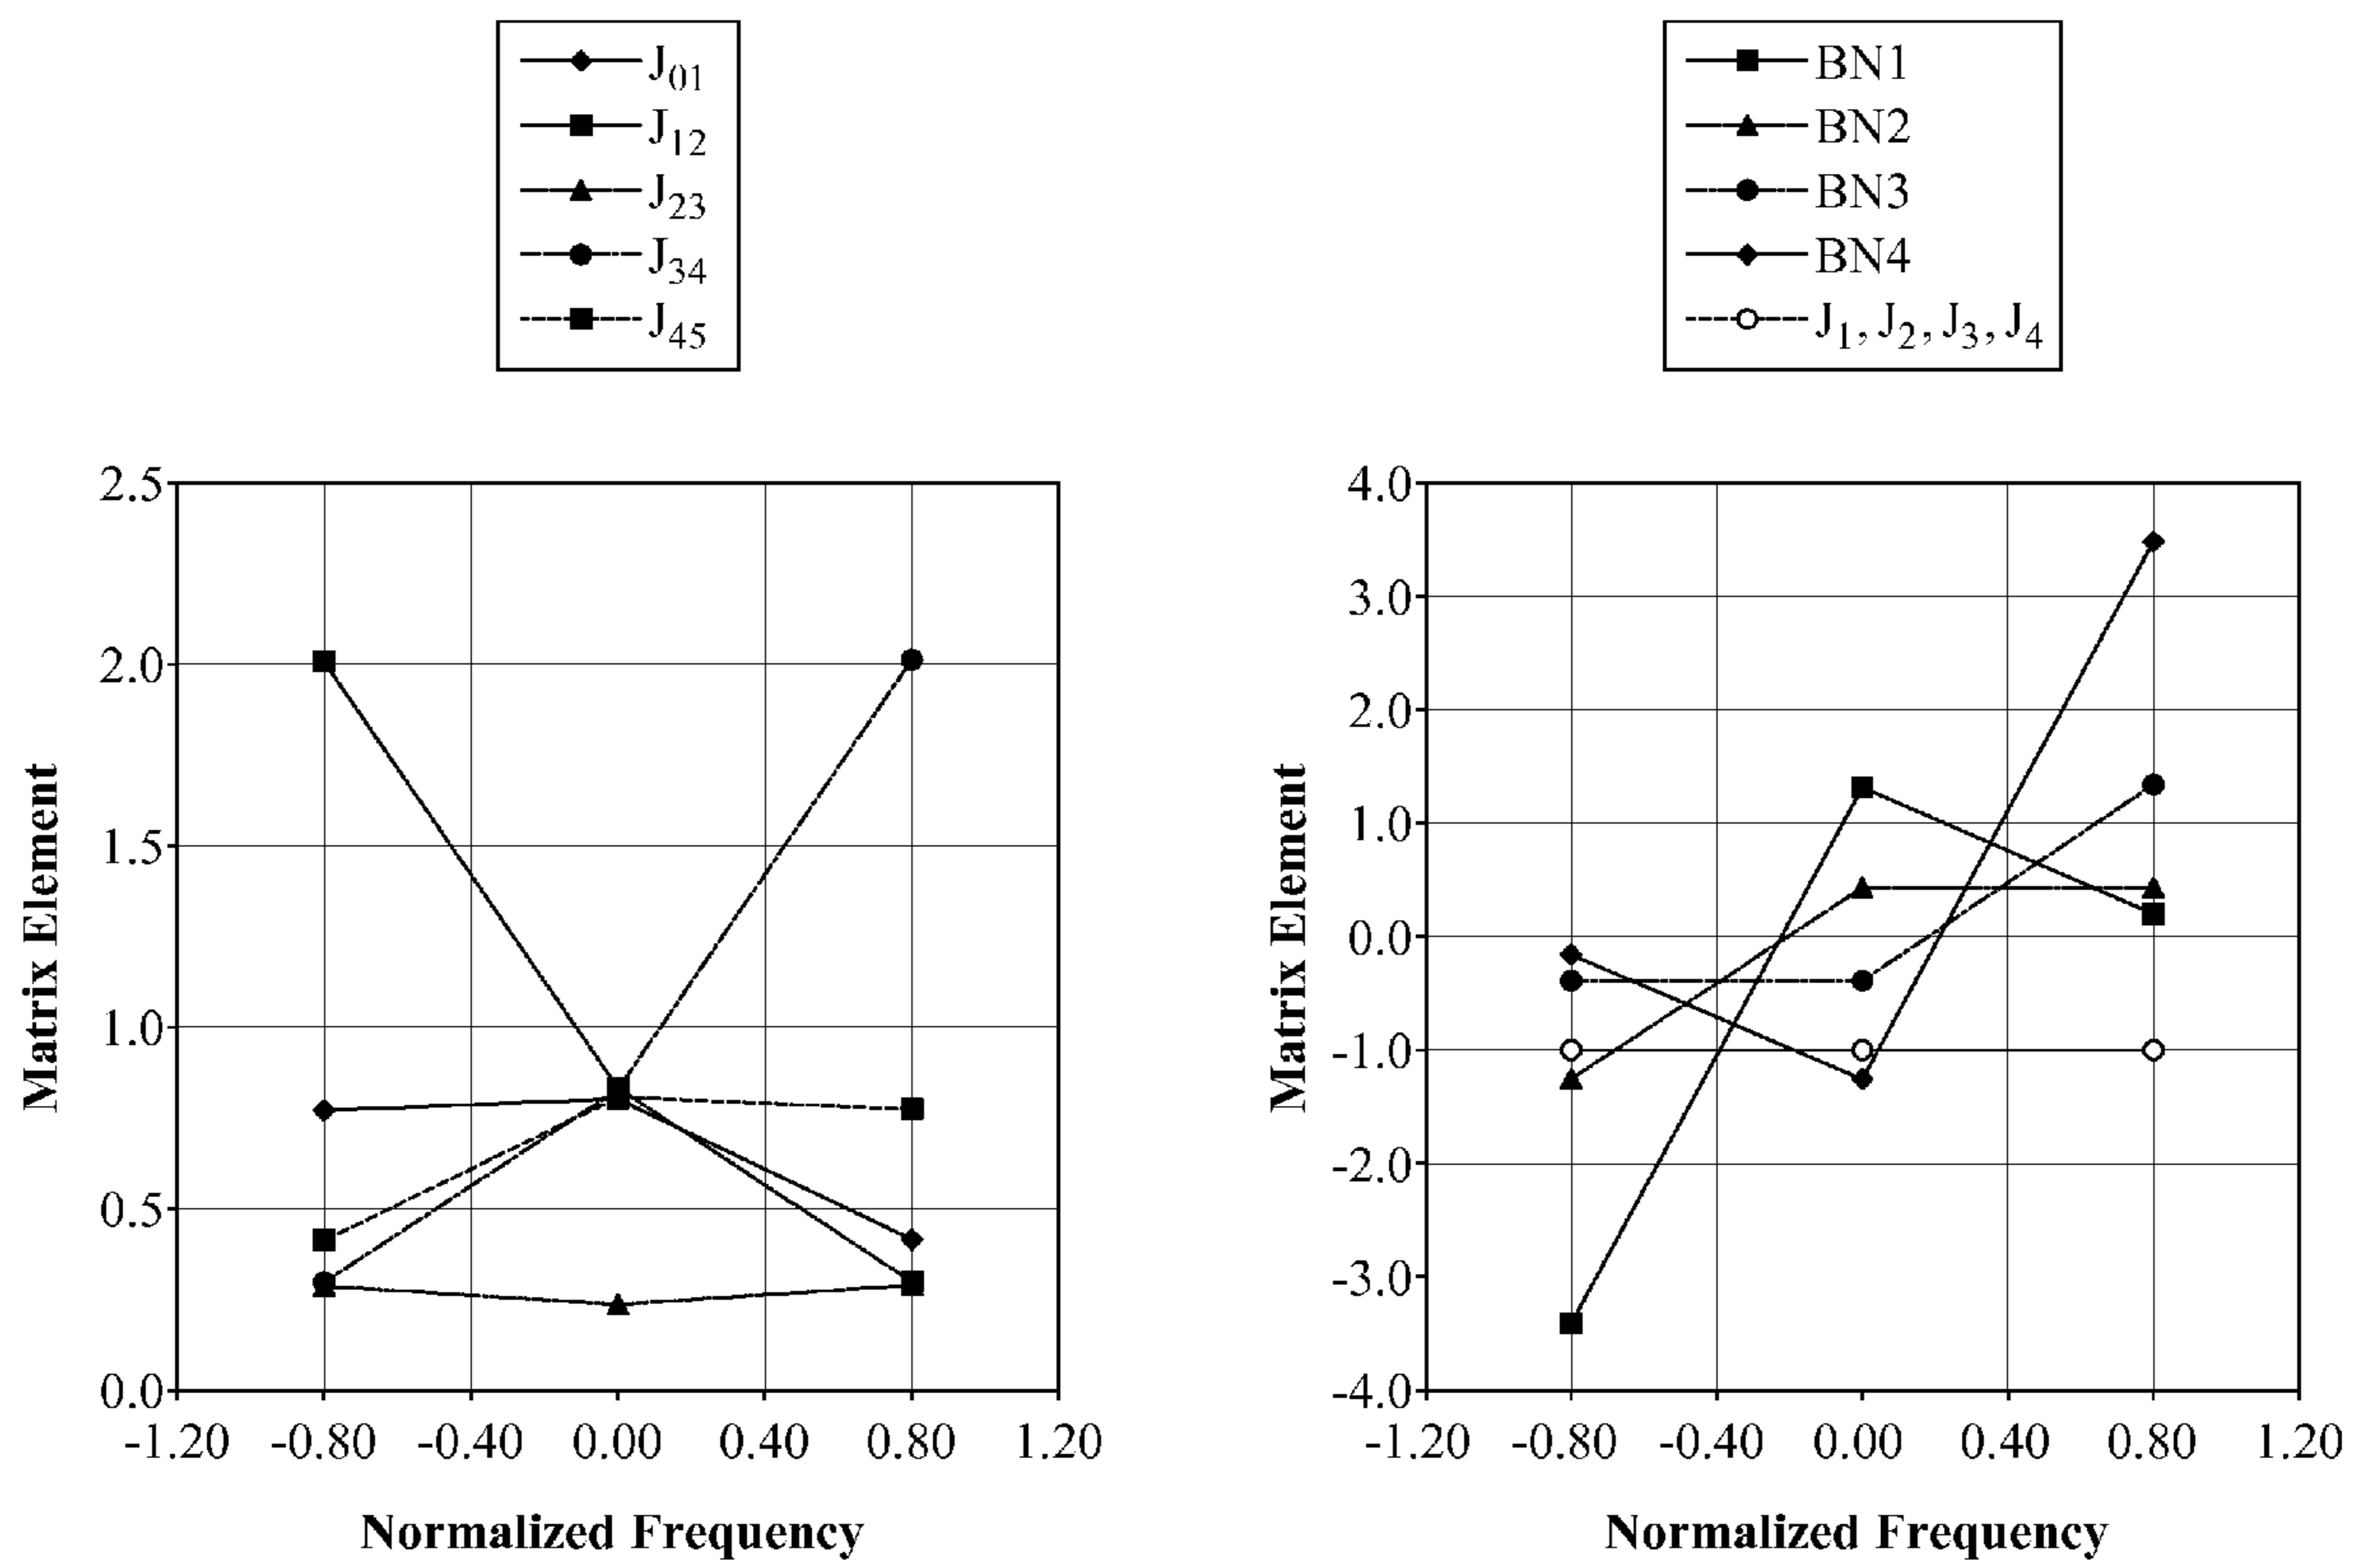 J01
J12
J23
J34
J45
BN1
BN2
BN3
BN4
J1, J2, J3, J4
Matrix Element
2.5
2.0
1.5
1.0
0.5
0.0
-1.20 -0.80 -0.40 0.00 0.40 0.80 1.20
Normalized Frequency
Matrix Element
4.0
3.0
2.0
1.0
0.0
-1.0
-2.0
-3.0
-4.0
-1.20 -0.80 -0.40 0.00 0.40 0.80 1.20
Normalized Frequency